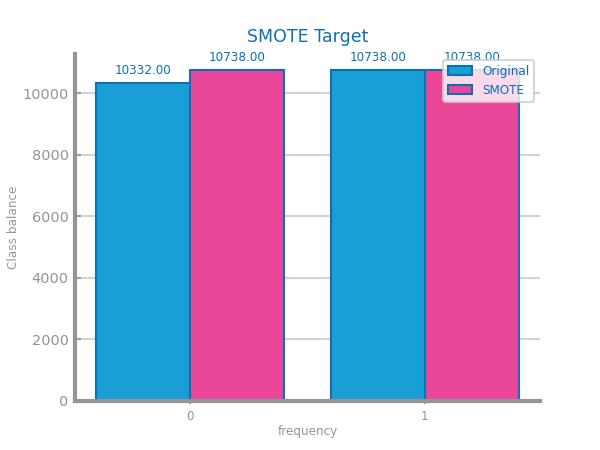 SMOTE Target
10332.00
10738.00
10738.00
10738.00
Original
SMOTE
10000
8000
6000
4000
2000
0
Class balance
0
1
frequency